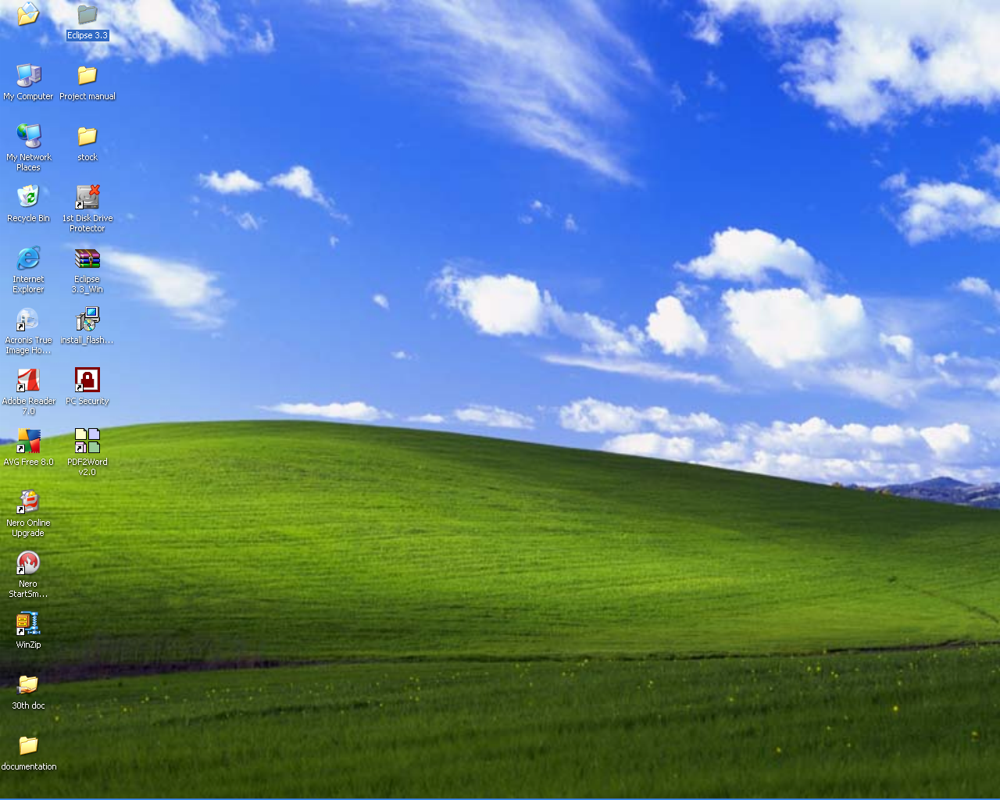 Eclipse 3.3
My Computer
Project manual
My Network
Places
stock
Recycle Bin
1st Disk Drive
Protector
Internet
Explorer
Eclipse
3.3_Win
Acronis True
Image Ho...
install_flash...
Adobe Reader
7.0
PC Security
AVG Free 8.0
PDF2Word
v2.0
Nero Online
Upgrade
Nero
StartSm...
WinZip
30th doc
documentation